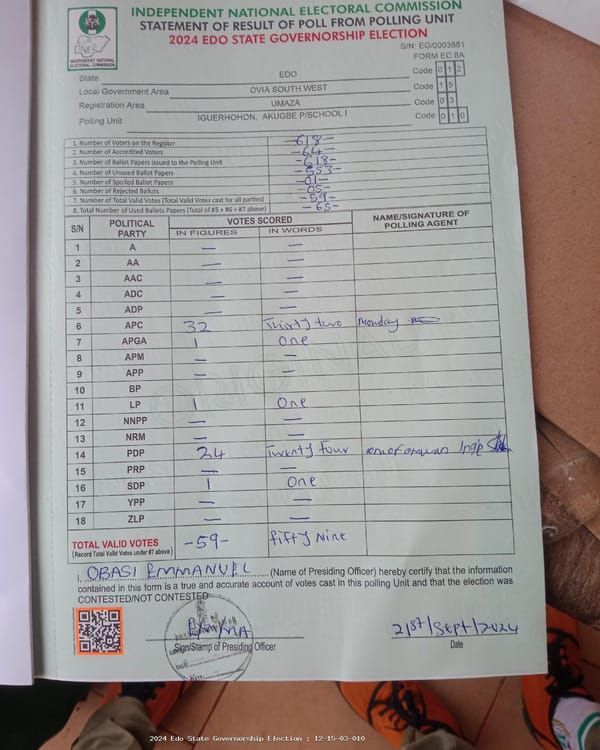 INDEPENDENT NATIONAL ELECTORAL COMMISSION
STATEMENT OF RESULT OF POLL FROM POLLING UNIT
2024 EDO STATE GOVERNORSHIP ELECTION
INEC
INDEPENDENT NATIONAL ELECTORAL COMMISSION
S/N: EG/0003881
FORM EC 8A
State EDO Code 0 1 2
Local Government Area OVIA SOUTH WEST Code 1 5
Registration Area UMAZA Code 0 3
Polling Unit IGUERHOHON, AKUGBE P/SCHOOL I Code 0 1 0
1. Number of Voters on the Register -618-
2. Number of Accredited Voters -64-
3. Number of Ballot Papers Issued to the Polling Unit -618-
4. Number of Unused Ballot Papers -553-
5. Number of Spoiled Ballot Papers -01-
6. Number of Rejected Ballots -05-
7. Number of Total Valid Votes (Total Valid Votes cast for all parties) -59-
8. Total Number of Used Ballots Papers (Total of #5 + #6 + #7 above) -65-
S/N POLITICAL PARTY VOTES SCORED NAME/SIGNATURE OF POLLING AGENT
IN FIGURES IN WORDS
1 A — —
2 AA — —
3 AAC — —
4 ADC — —
5 ADP — —
6 APC 32 Thirty two Monday
7 APGA 1 One
8 APM — —
9 APP — —
10 BP
11 LP 1 One
12 NNPP — —
13 NRM — —
14 PDP 24 Twenty Four
15 PRP — —
16 SDP 1 One
17 YPP — —
18 ZLP — —
TOTAL VALID VOTES -59- fifty Nine
(Record Total Valid Votes under #7 above)
I, OBASI EMMANUEL (Name of Presiding Officer) hereby certify that the information
contained in this form is a true and accurate account of votes cast in this polling Unit and that the election was
CONTESTED/NOT CONTESTED
21st/Sept/2024
Sign/Stamp of Presiding Officer Date
2024 Edo State Governorship Election : 12-15-03-010